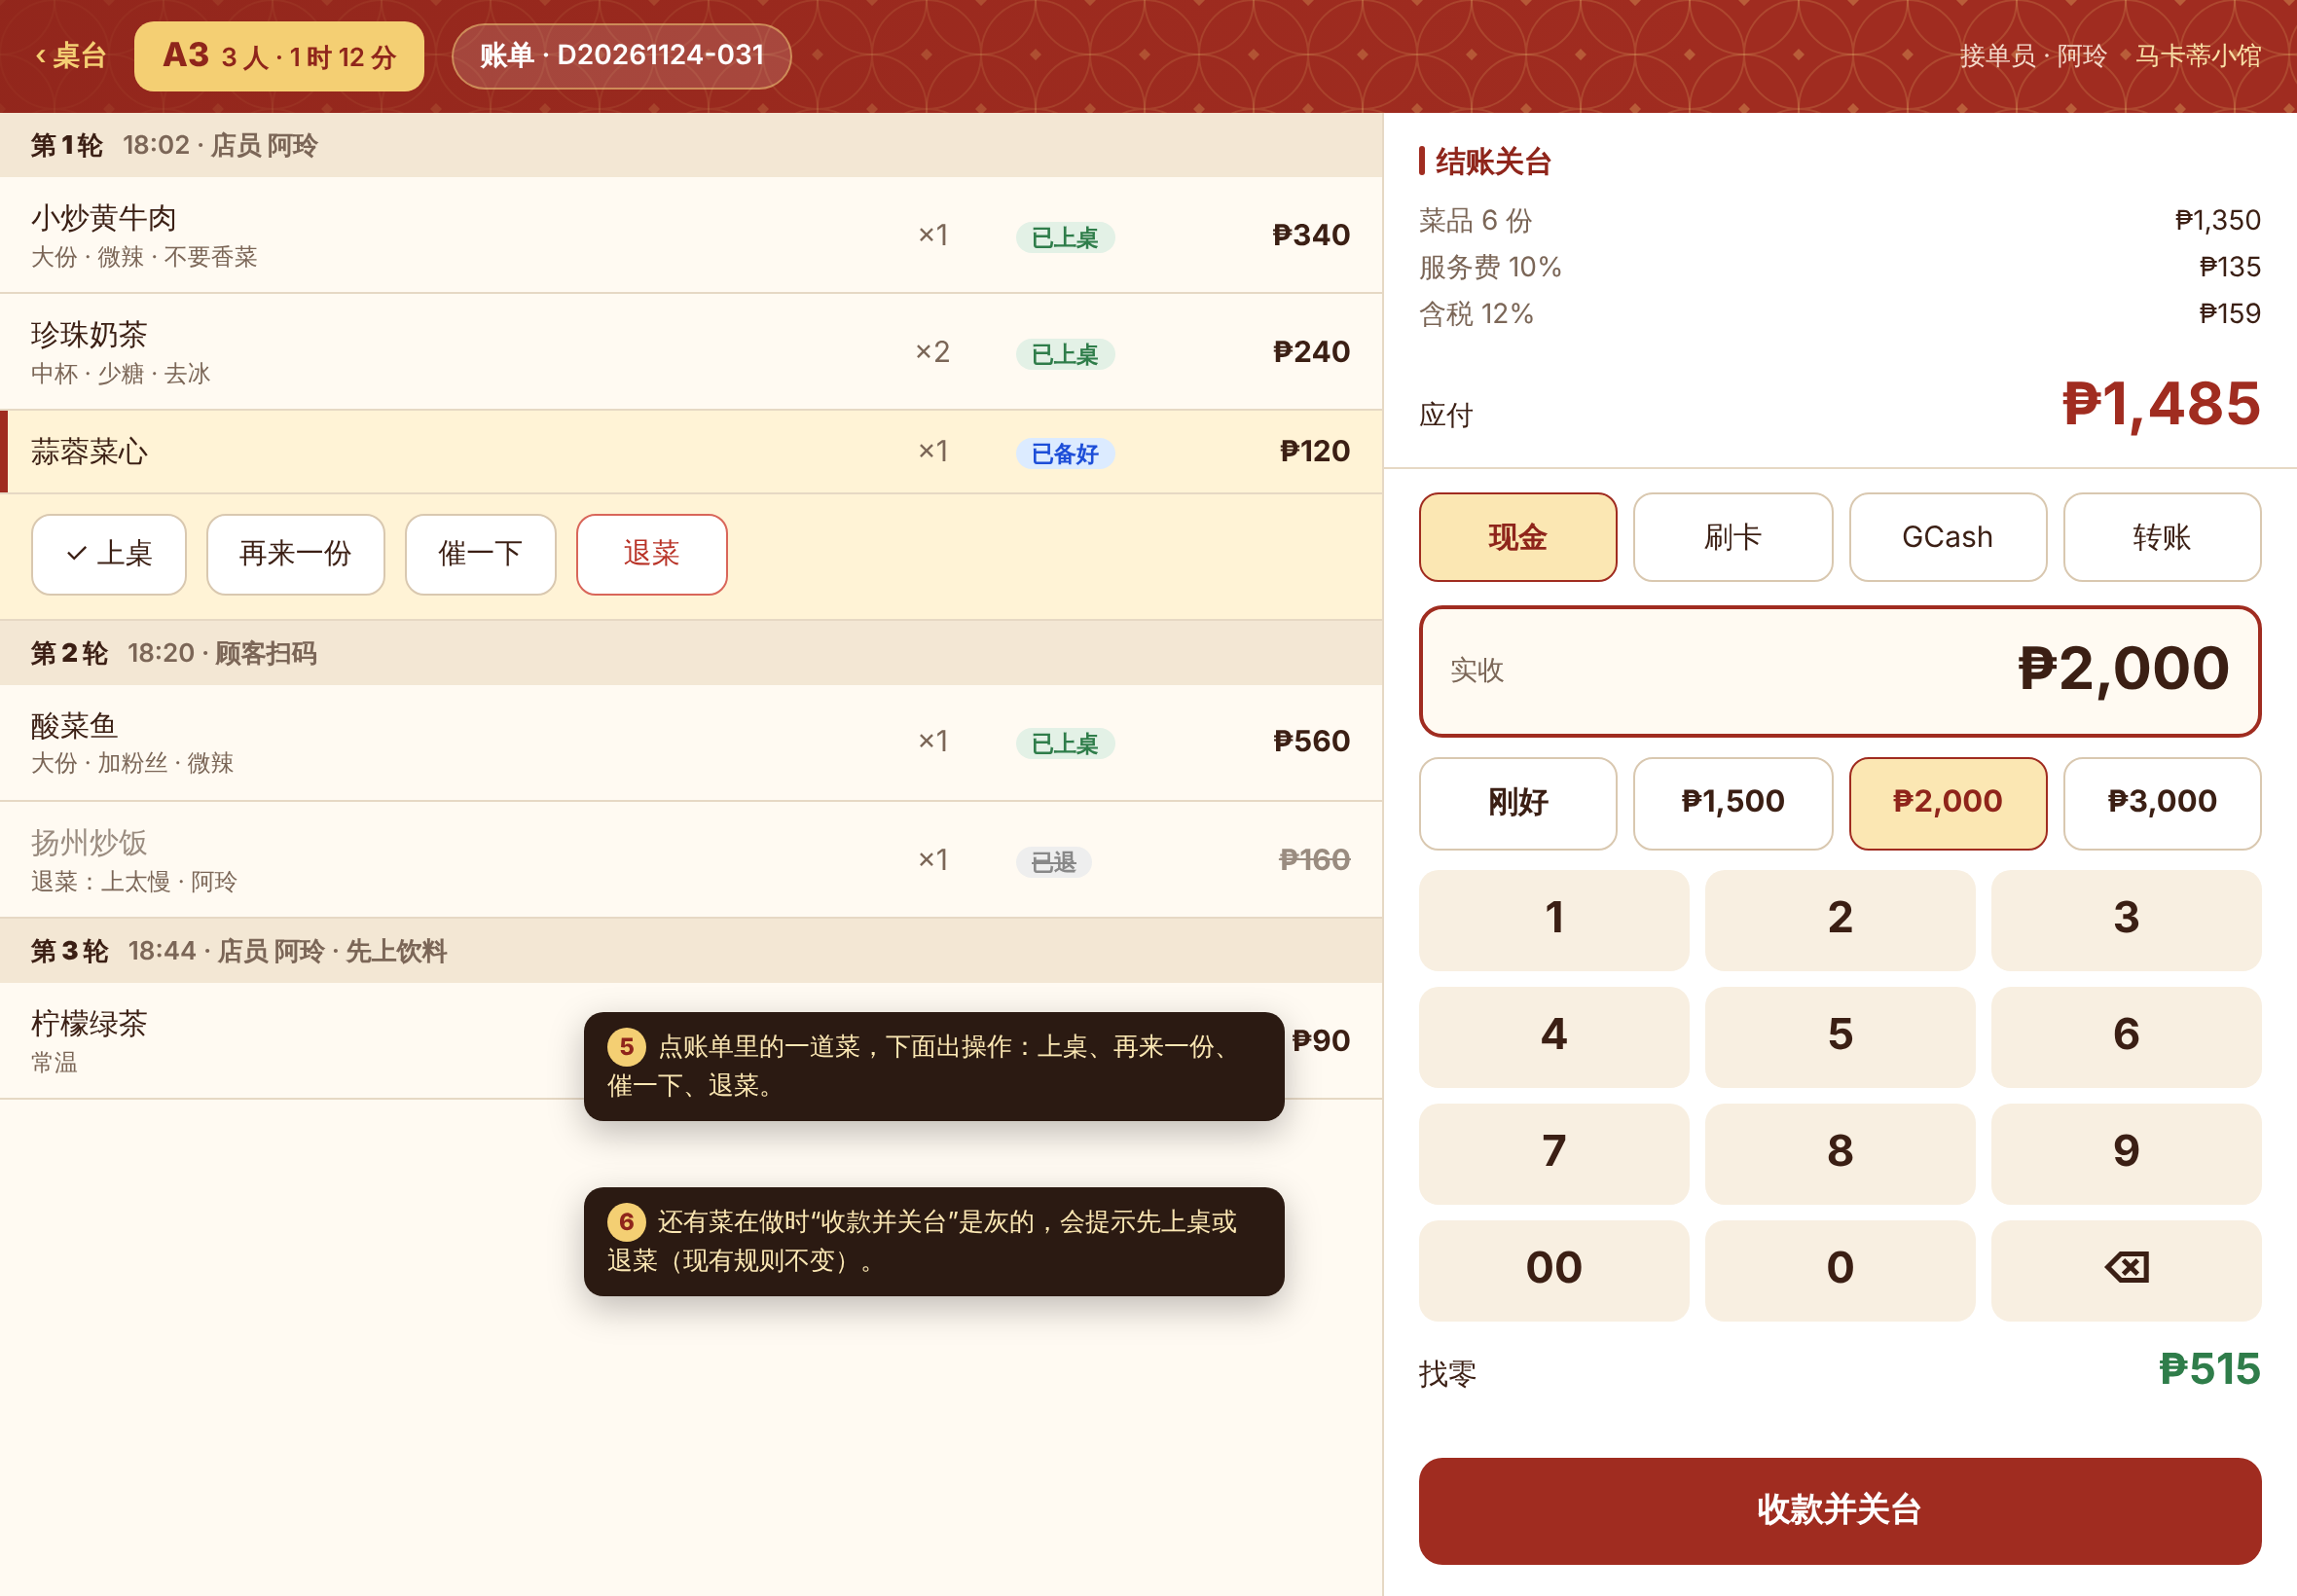 ‹ 桌台
A3 3 人 · 1 时 12 分
账单 · D20261124-031
接单员 · 阿玲
马卡蒂小馆
第 1 轮 18:02 · 店员 阿玲
小炒黄牛肉 ×1 已上桌 ₱340
大份 · 微辣 · 不要香菜
珍珠奶茶 ×2 已上桌 ₱240
中杯 · 少糖 · 去冰
蒜蓉菜心 ×1 已备好 ₱120
✓ 上桌 再来一份 催一下 退菜
第 2 轮 18:20 · 顾客扫码
酸菜鱼 ×1 已上桌 ₱560
大份 · 加粉丝 · 微辣
扬州炒饭 ×1 已退 ₱160
退菜：上太慢 · 阿玲
第 3 轮 18:44 · 店员 阿玲 · 先上饮料
柠檬绿茶 ₱90
常温
5 点账单里的一道菜，下面出操作：上桌、再来一份、
催一下、退菜。
6 还有菜在做时“收款并关台”是灰的，会提示先上桌或
退菜（现有规则不变）。
结账关台
菜品 6 份 ₱1,350
服务费 10% ₱135
含税 12% ₱159
应付 ₱1,485
现金 刷卡 GCash 转账
实收 ₱2,000
刚好 ₱1,500 ₱2,000 ₱3,000
1 2 3
4 5 6
7 8 9
00 0 ⌫
找零 ₱515
收款并关台